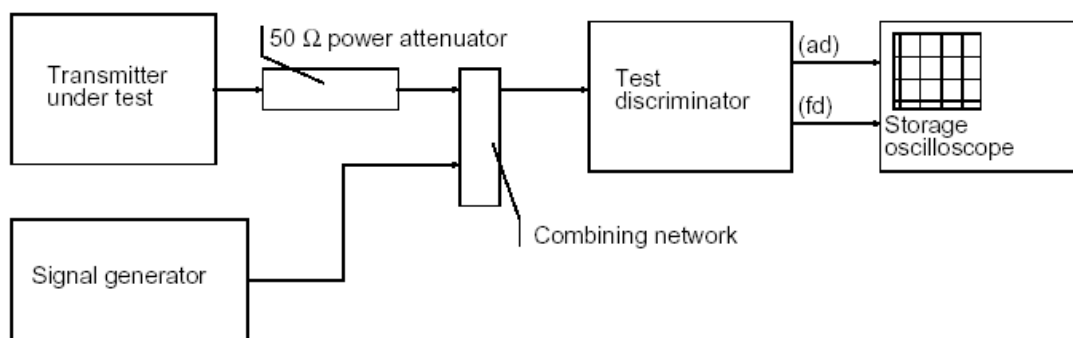 50 Ω power attenuator
Transmitter
under test
Test
discriminator
(ad)
(fd)
Storage
oscilloscope
Combining network
Signal generator